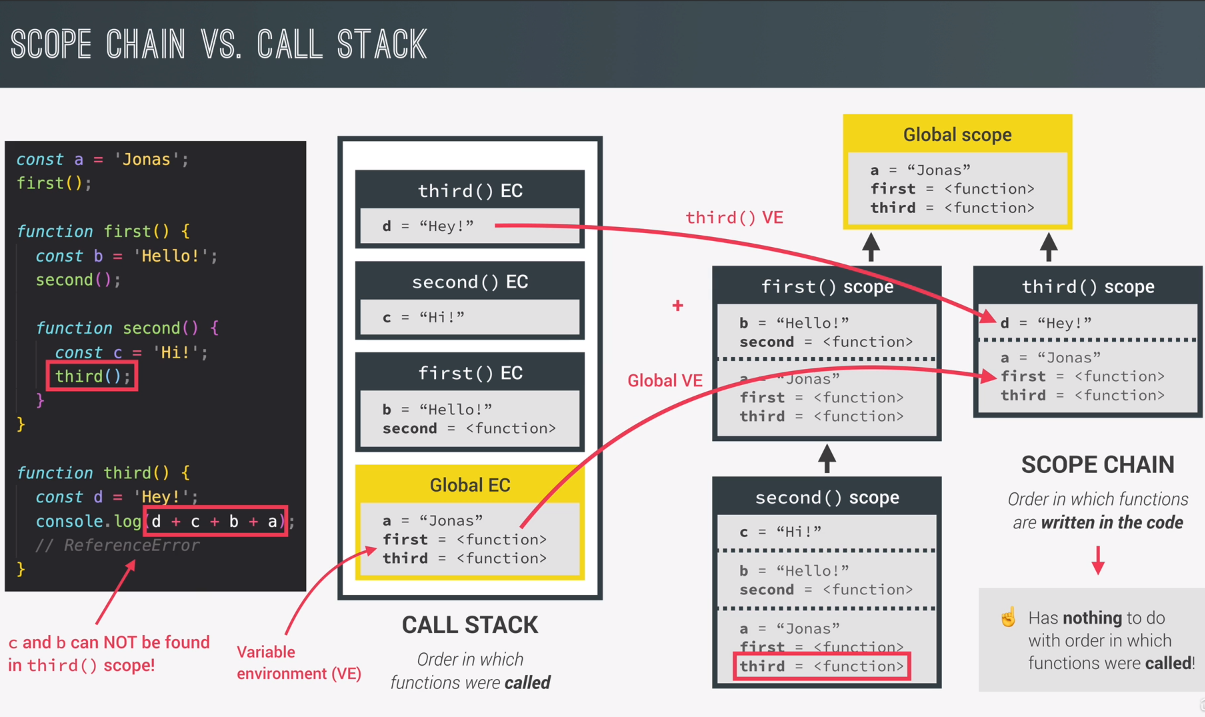 SCOPE CHAIN VS. CALL STACK
const a = 'Jonas';
first();
function first() {
const b = 'Hello!';
second();
function second() {
const c = 'Hi!';
third();
}
}
function third() {
const d = 'Hey!';
console.log(d + c + b + a);
// ReferenceError
}
c and b can NOT be found
in third() scope!
third() EC
d = “Hey!”
second() EC
c = “Hi!”
first() EC
b = “Hello!”
second = <function>
Global EC
a = “Jonas”
first = <function>
third = <function>
Variable
environment (VE)
CALL STACK
Order in which
functions were called
third() VE
+
Global VE
Global scope
a = “Jonas”
first = <function>
third = <function>
first() scope
b = “Hello!”
second = <function>
a = “Jonas”
first = <function>
third = <function>
second() scope
c = “Hi!”
b = “Hello!”
second = <function>
a = “Jonas”
first = <function>
third = <function>
third() scope
d = “Hey!”
a = “Jonas”
first = <function>
third = <function>
SCOPE CHAIN
Order in which functions
are written in the code
☝ Has nothing to do
with order in which
functions were called!